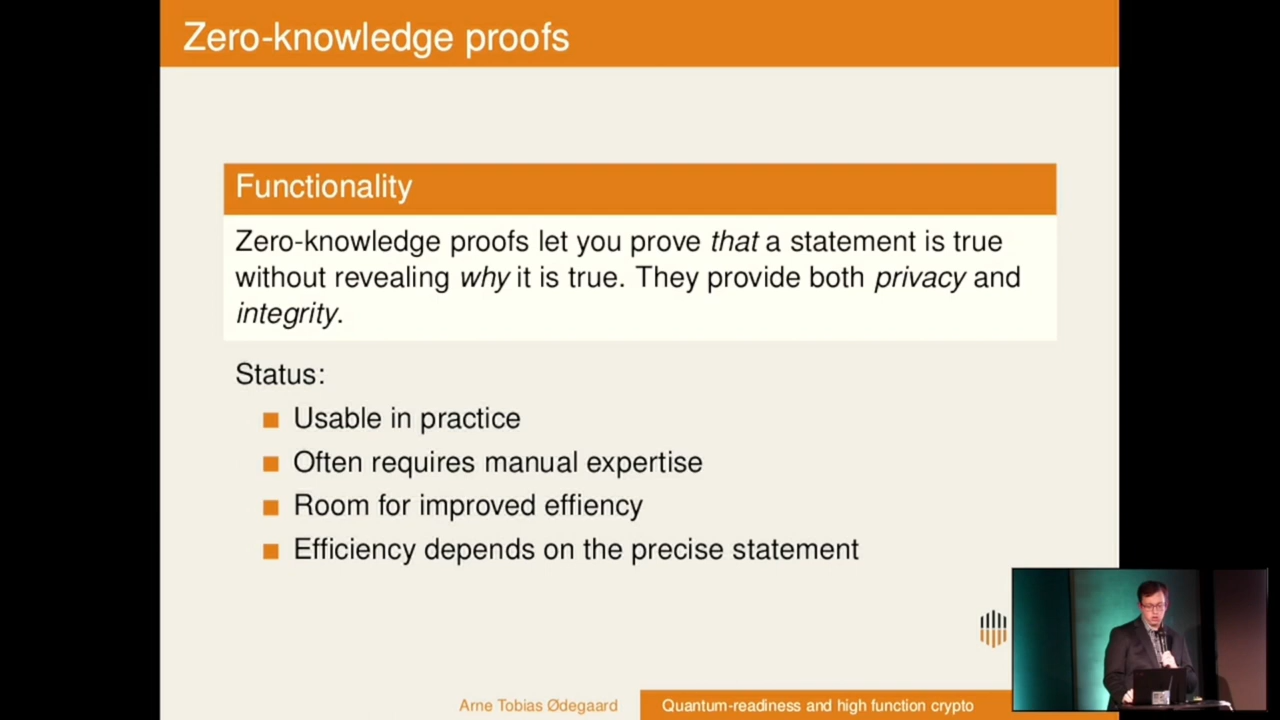 Zero-knowledge proofs
Functionality
Zero-knowledge proofs let you prove that a statement is true
without revealing why it is true. They provide both privacy and
integrity.
Status:
Usable in practice
Often requires manual expertise
Room for improved effiency
Efficiency depends on the precise statement
Arne Tobias Ødegaard
Quantum-readiness and high function crypto